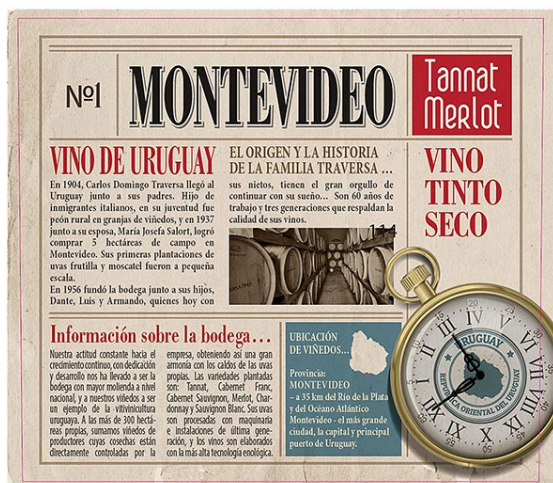 Nº1
MONTEVIDEO
Tannat
Merlot
VINO DE URUGUAY
En 1904, Carlos Domingo Traversa llegó al
Uruguay junto a sus padres. Hijo de
inmigrantes italianos, en su juventud fue
peón rural en granjas de viñedos, y en 1937
junto a su esposa, María Josefa Salort, logró
comprar 5 hectáreas de campo en
Montevideo. Sus primeras plantaciones de
uvas frutilla y moscatel fueron a pequeña
escala.
En 1956 fundó la bodega junto a sus hijos,
Dante, Luis y Armando, quienes hoy con
EL ORIGEN Y LA HISTORIA
DE LA FAMILIA TRAVERSA ...
sus nietos, tienen el gran orgullo de
continuar con su sueño... Son 60 años de
trabajo y tres generaciones que respaldan la
calidad de sus vinos.
114
VINO
TINTO
SECO
Información sobre la bodega...
Nuestra actitud constante hacia el
crecimiento continuo, con dedicación
y desarrollo nos ha llevado a ser la
bodega con mayor molienda a nivel
nacional, y a nuestros viñedos a ser
un ejemplo de la vitivinicultura
uruguaya. A las más de 300 hectá-
reas propias, sumamos viñedos de
productores cuyas cosechas están
directamente controladas por la
empresa, obteniendo así una gran
armonía con los caldos de las uvas
propias. Las variedades plantadas
son: Tannat, Cabernet Franc,
Cabernet Sauvignon, Merlot, Char-
donnay y Sauvignon Blanc. Sus uvas
son procesadas con maquinaria
e instalaciones de última gene-
ración, y los vinos son elaborados
con la más alta tecnología enológica.
UBICACIÓN
DE VIÑEDOS...
Provincia:
MONTEVIDEO
– a 35 km del Río de la Plata
y del Océano Atlántico
Montevideo - el más grande
ciudad, la capital y principal
puerto de Uruguay.
URUGUAY
REPÚBLICA ORIENTAL DEL URUGUAY